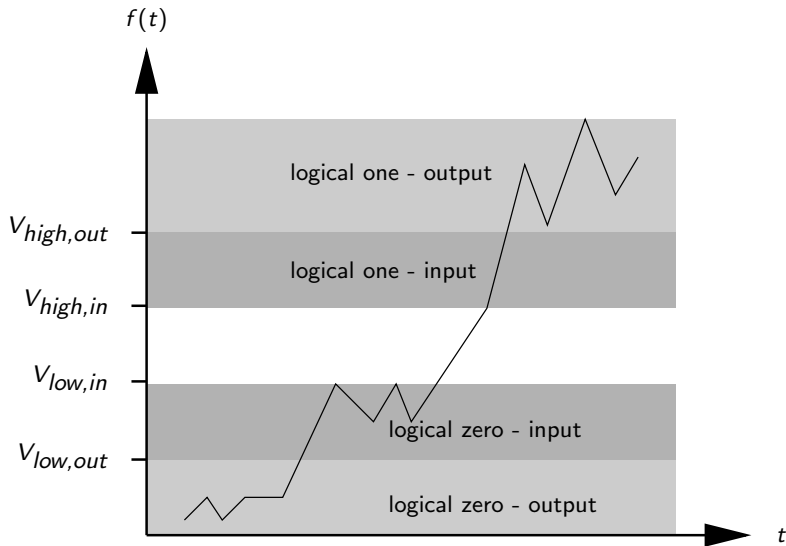 f(t)
logical one - output
V_high,out
logical one - input
V_high,in
V_low,in
logical zero - input
V_low,out
logical zero - output
t